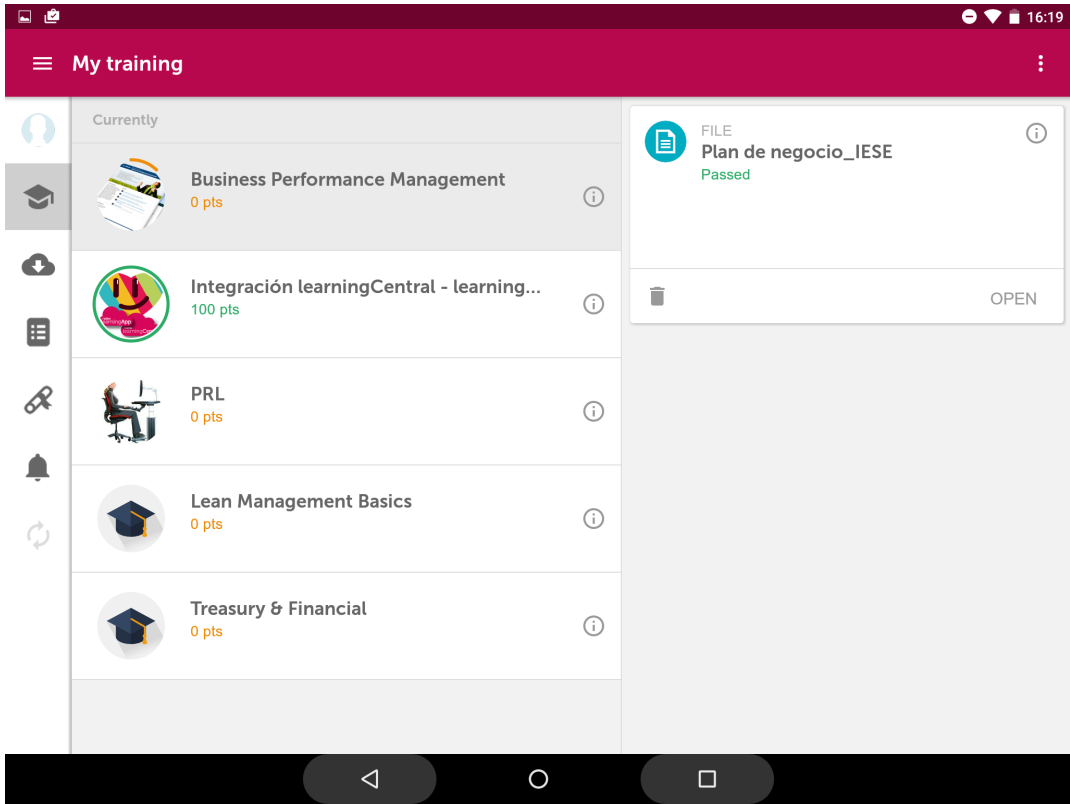 16:19
My training
Currently
Business Performance Management
0 pts
Integración learningCentral - learning...
100 pts
PRL
0 pts
Lean Management Basics
0 pts
Treasury & Financial
0 pts
FILE
Plan de negocio_IESE
Passed
OPEN